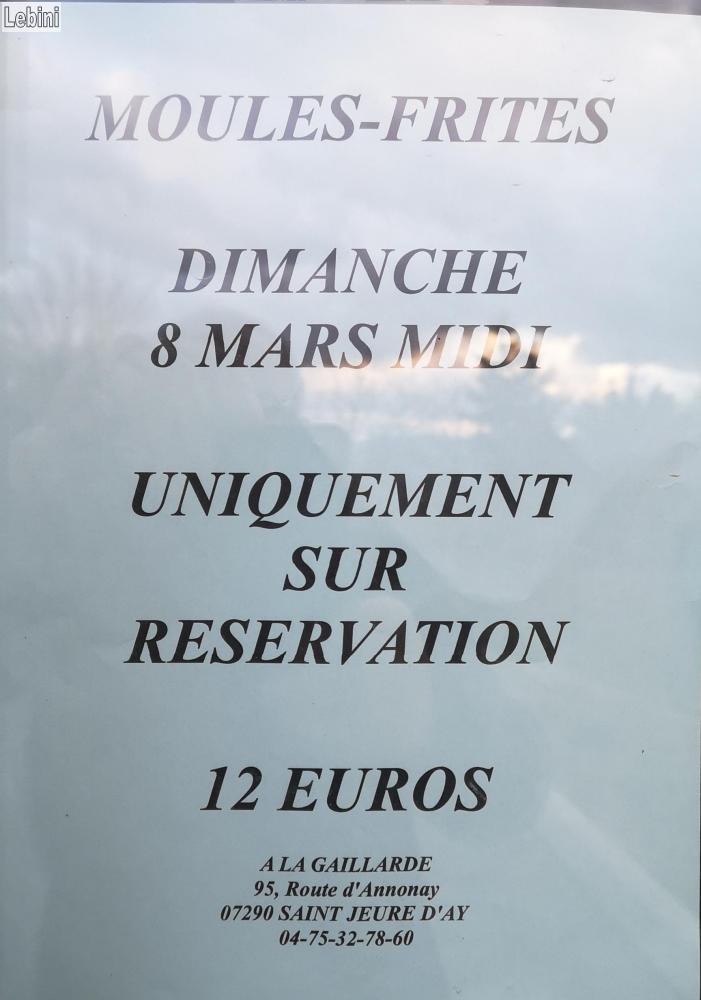 Lebini
MOULES-FRITES
DIMANCHE
8 MARS MIDI
UNIQUEMENT
SUR
RESERVATION
12 EUROS
A LA GAILLARDE
95, Route d'Annonay
07290 SAINT JEURE D'AY
04-75-32-78-60